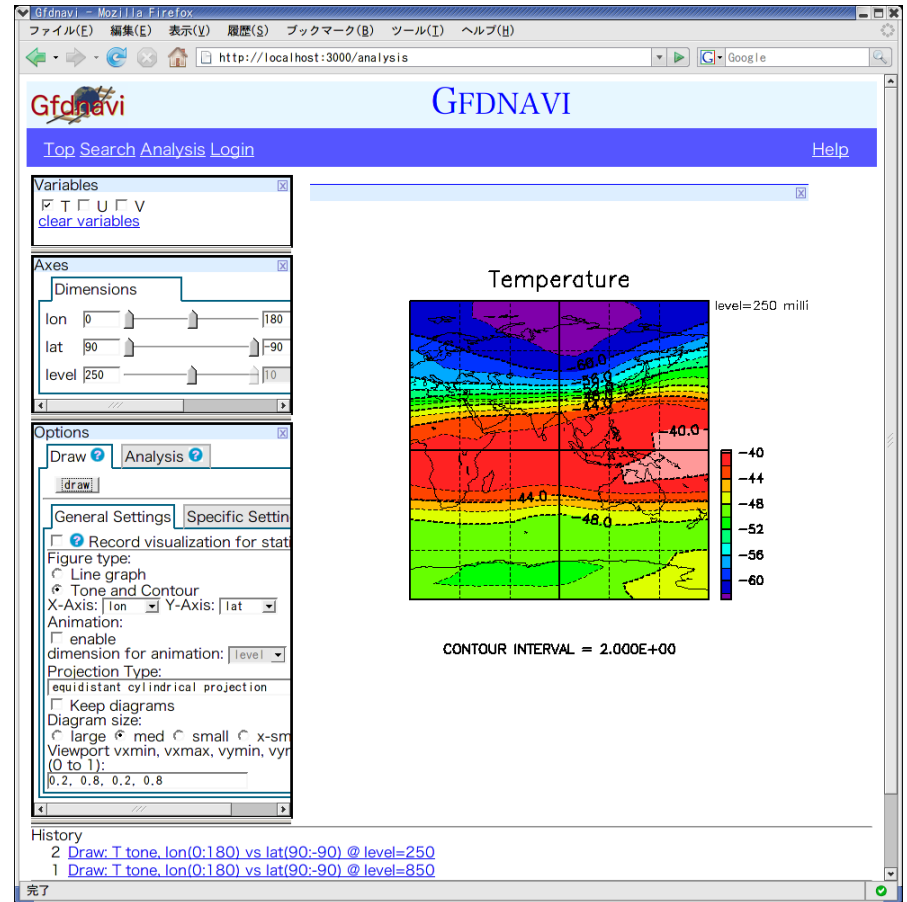 Gfdnavi - Mozilla Firefox
ファイル(F) 編集(E) 表示(V) 履歴(S) ブックマーク(B) ツール(T) ヘルプ(H)
http://localhost:3000/analysis
Google
Gfdnavi
GFDNAVI
Top Search Analysis Login
Help
Variables
T U V
clear variables
Axes
Dimensions
lon 0 180
lat 90 -90
level 250 10
Options
Draw ? Analysis ?
draw
General Settings Specific Settin
? Record visualization for stati
Figure type:
Line graph
Tone and Contour
X-Axis: lon Y-Axis: lat
Animation:
enable
dimension for animation: level
Projection Type:
equidistant cylindrical projection
Keep diagrams
Diagram size:
large med small x-sm
Viewport vxmin, vxmax, vymin, vyr
(0 to 1):
0.2, 0.8, 0.2, 0.8
Temperature
level=250 milli
-60.0
-56.0
-44.0
-40.0
44.0
-48.0
-40
-44
-48
-52
-56
-60
CONTOUR INTERVAL = 2.000E+00
History
2 Draw: T tone, lon(0:180) vs lat(90:-90) @ level=250
1 Draw: T tone, lon(0:180) vs lat(90:-90) @ level=850
完了